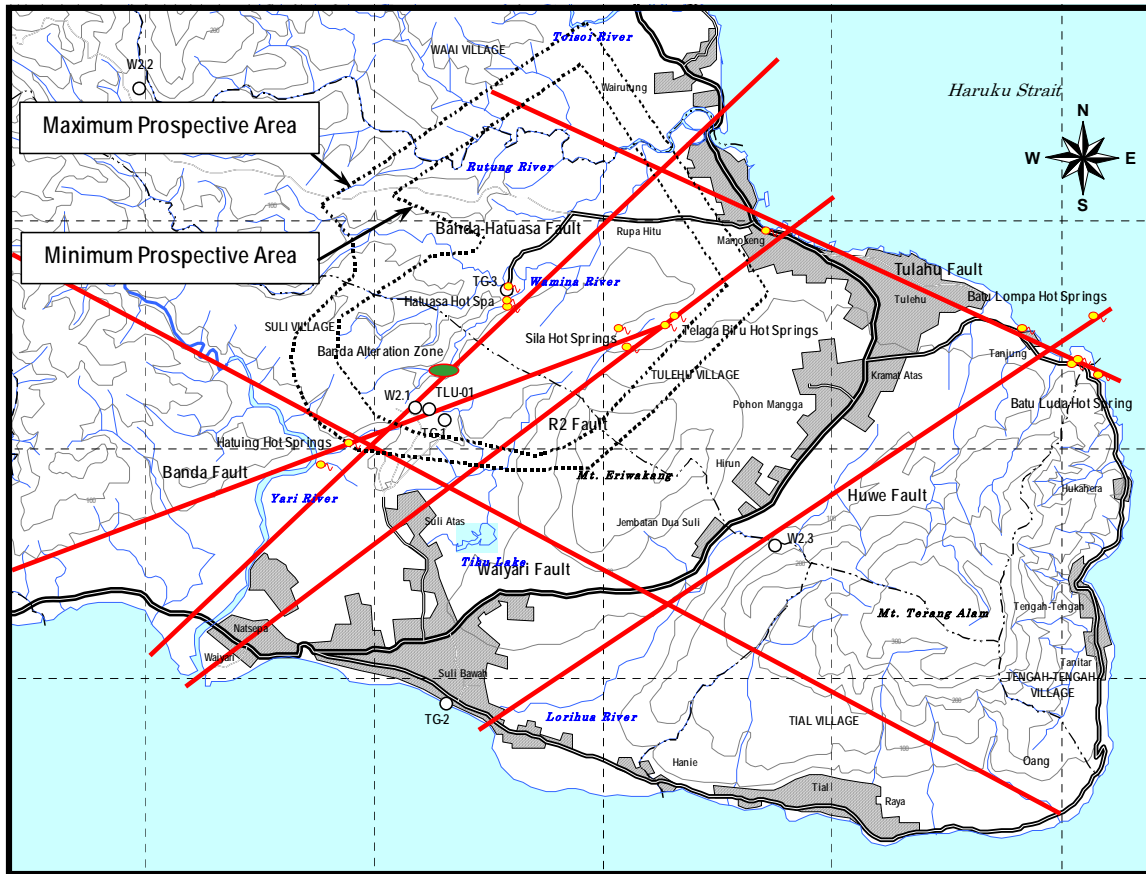 Toisoi River
WAAI VILLAGE
W2.2
Wairutung
Haruku Strait
N
W E
S
Maximum Prospective Area
Rutung River
Banda-Hatuasa Fault
Rupa Hitu
Mamokeng
Minimum Prospective Area
Tulahu Fault
TG-3
Wamina River
Hatuasa Hot Spa
Tulehu
Batu Lompa Hot Springs
SULI VILLAGE
Sila Hot Springs
Telaga Biru Hot Springs
Banda Alteration Zone
Tanjung
TULEHU VILLAGE
Kramat Atas
W2.1
TLU-01
Pohon Mangga
Batu Luda Hot Spring
TG-1
R2 Fault
Hatuing Hot Springs
Banda Fault
Hirun
Mt. Eriwakang
Yari River
Huwe Fault
Hukahera
Suli Atas
Jembatan Dua Suli
100
W2.3
Tihu Lake
Waiyari Fault
Mt. Terang Alam
Tengah-Tengah
Natsepa
Waiyari
Tanitar
Suli Bawah
TENGAH-TENGAH
VILLAGE
TG-2
Lorihua River
TIAL VILLAGE
Hanie
Oang
Tial
Raya